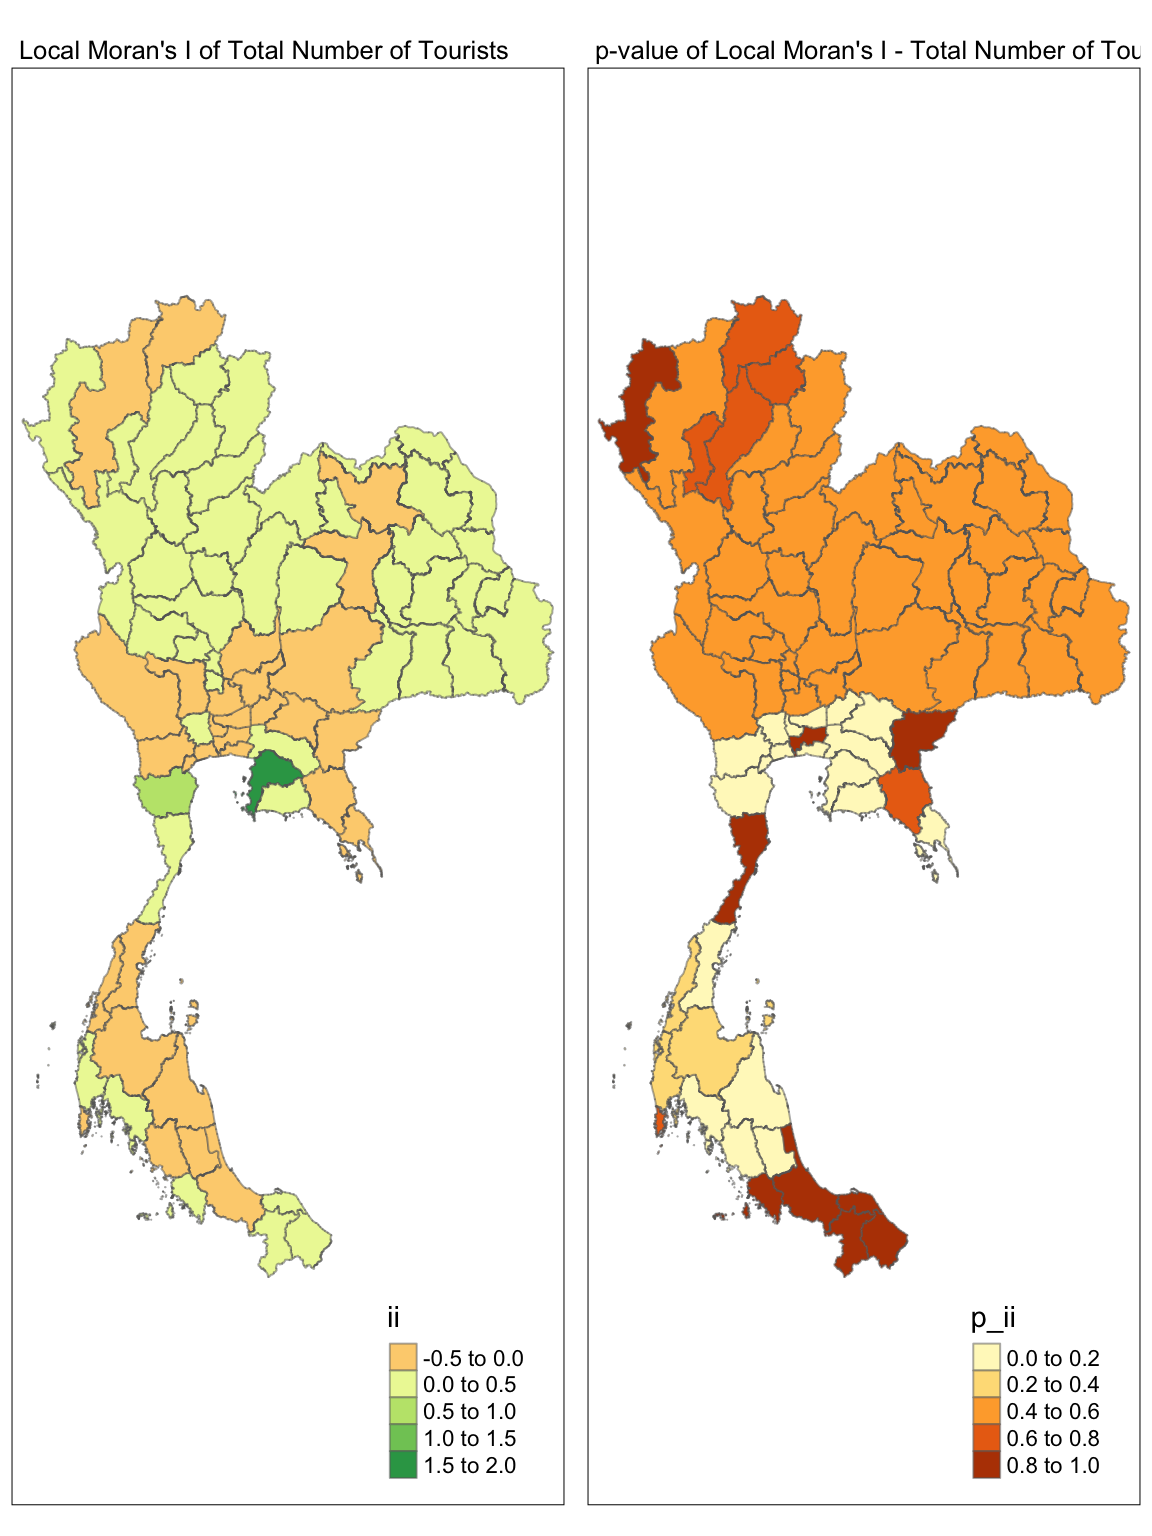 Local Moran's I of Total Number of Tourists
p-value of Local Moran's I - Total Number of Tou
ii
-0.5 to 0.0
0.0 to 0.5
0.5 to 1.0
1.0 to 1.5
1.5 to 2.0
p_ii
0.0 to 0.2
0.2 to 0.4
0.4 to 0.6
0.6 to 0.8
0.8 to 1.0